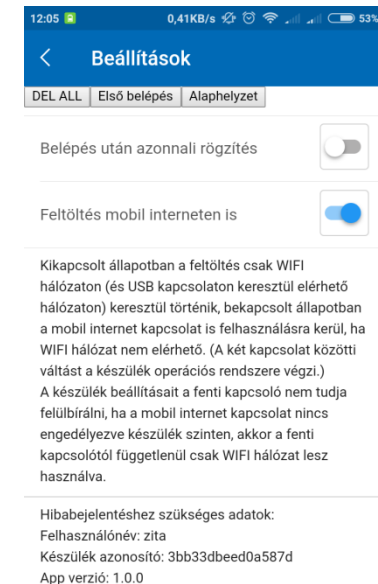 12:05 0,41KB/s 53%
Beállítások
DEL ALL Első belépés Alaphelyzet
Belépés után azonnali rögzítés
Feltöltés mobil interneten is
Kikapcsolt állapotban a feltöltés csak WIFI
hálózaton (és USB kapcsolaton keresztül elérhető
hálózaton) keresztül történik, bekapcsolt állapotban
a mobil internet kapcsolat is felhasználásra kerül, ha
WIFI hálózat nem elérhető. (A két kapcsolat közötti
váltást a készülék operációs rendszere végzi.)
A készülék beállításait a fenti kapcsoló nem tudja
felülbírálni, ha a mobil internet kapcsolat nincs
engedélyezve készülék szinten, akkor a fenti
kapcsolótól függetlenül csak WIFI hálózat lesz
használva.
Hibabejelentéshez szükséges adatok:
Felhasználónév: zita
Készülék azonosító: 3bb33dbeed0a587d
App verzió: 1.0.0